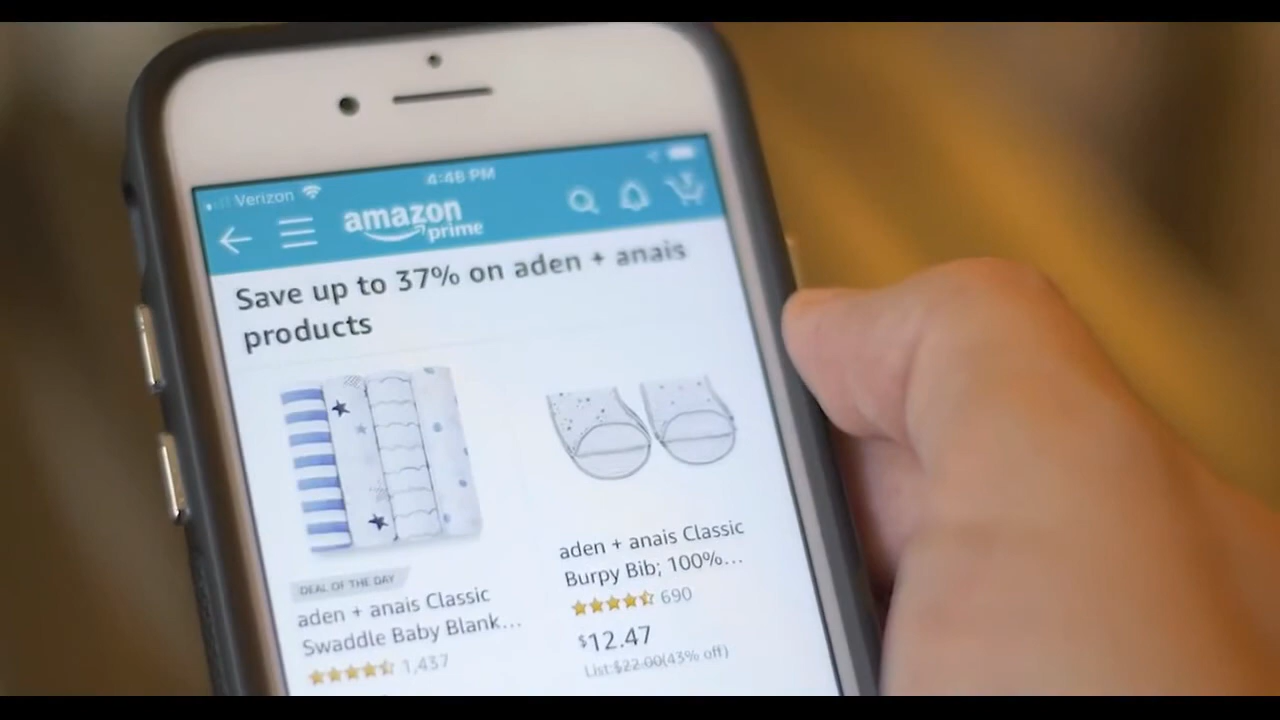 Verizon
4:48 PM
amazon
prime
Save up to 37% on aden + anais
products
DEAL OF THE DAY
aden + anais Classic
Swaddle Baby Blank...
1,437
aden + anais Classic
Burpy Bib; 100%...
690
$12.47
List:$22.00(43% off)